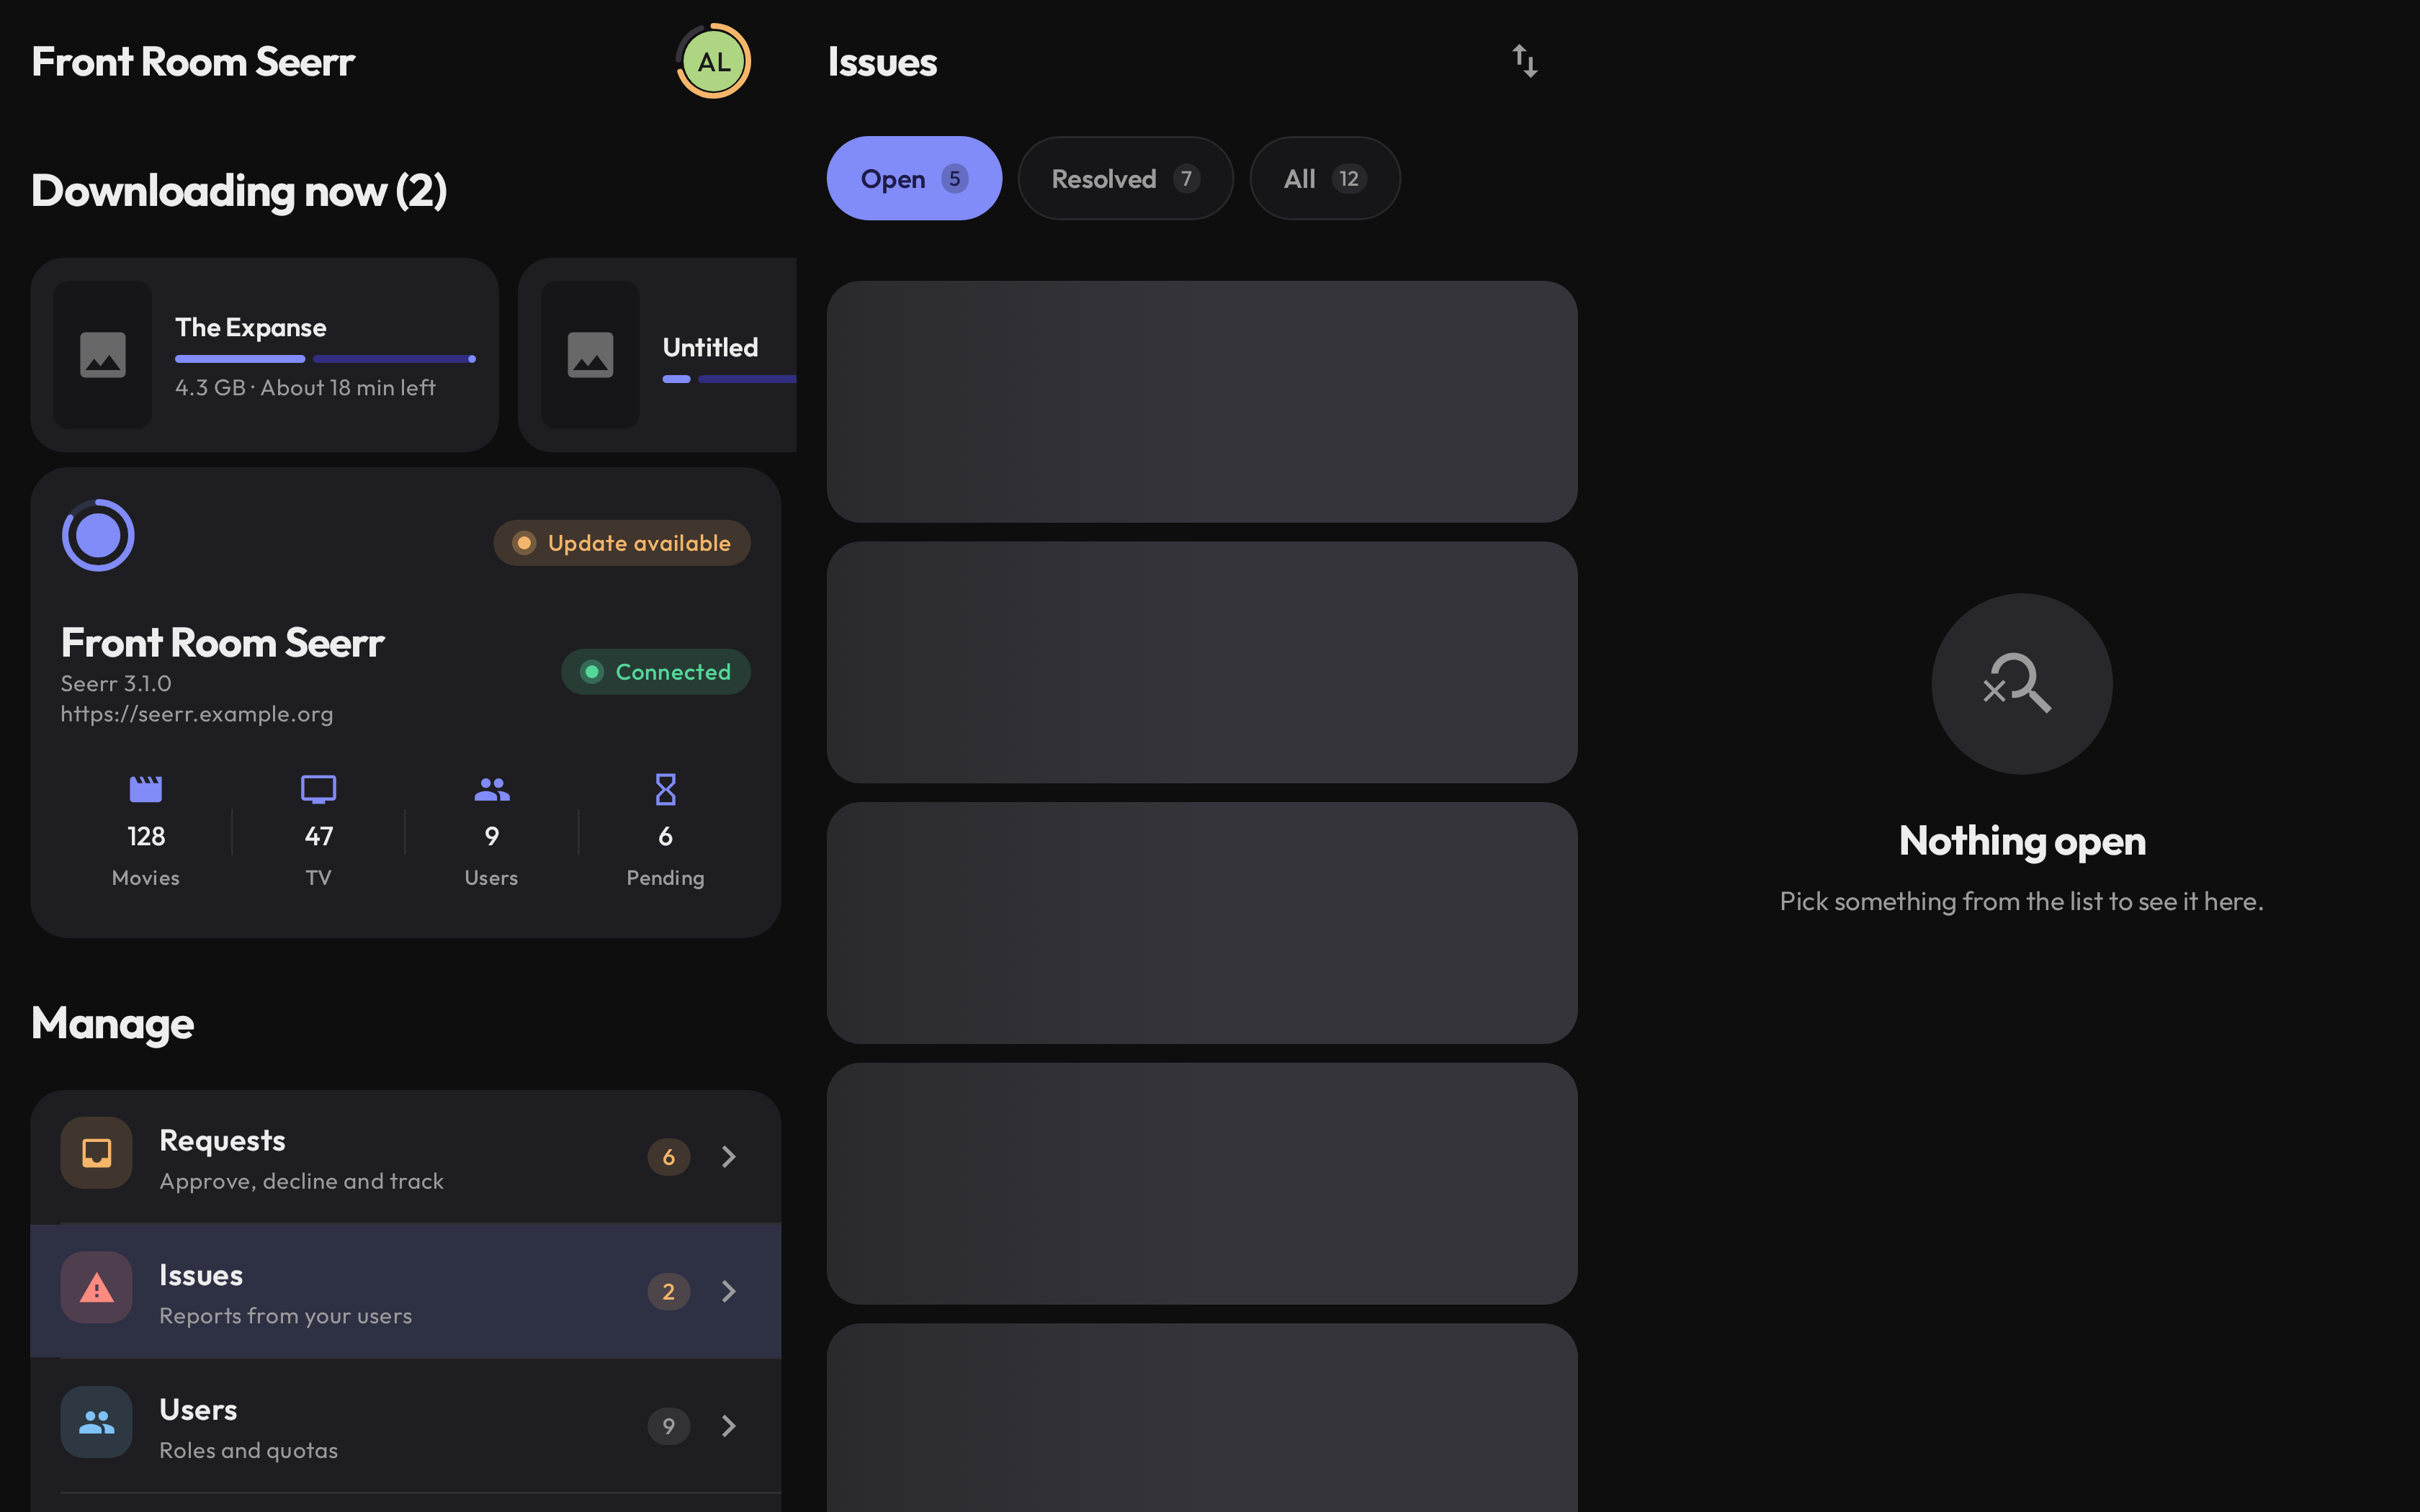 Front Room Seerr
AL
Downloading now (2)
The Expanse
4.3 GB · About 18 min left
Untitled
Update available
Front Room Seerr
Seerr 3.1.0
https://seerr.example.org
Connected
128
Movies
47
TV
9
Users
6
Pending
Manage
Requests
Approve, decline and track
6
Issues
Reports from your users
2
Users
Roles and quotas
9
Issues
Open 5
Resolved 7
All 12
Nothing open
Pick something from the list to see it here.